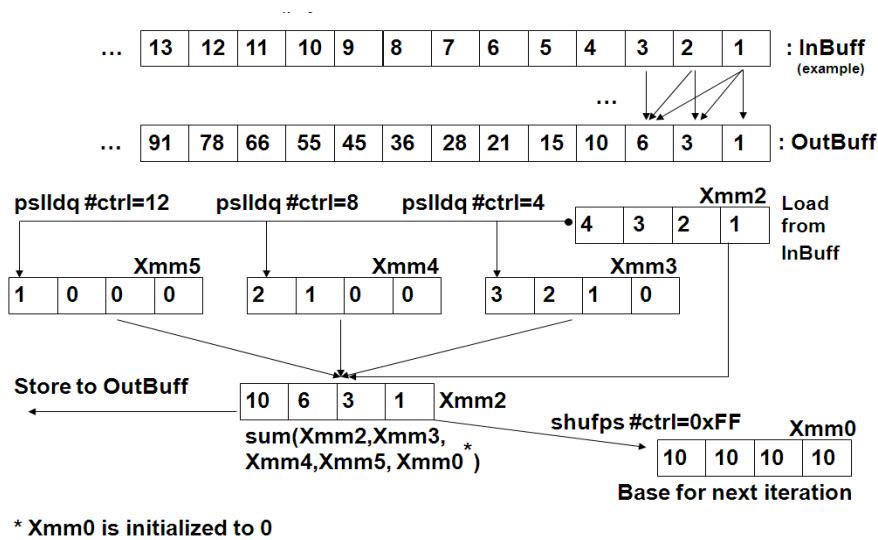 ... 13 12 11 10 9 8 7 6 5 4 3 2 1 : InBuff
(example)
...
... 91 78 66 55 45 36 28 21 15 10 6 3 1 : OutBuff
pslldq #ctrl=12 pslldq #ctrl=8 pslldq #ctrl=4 Xmm2 Load
4 3 2 1 from
InBuff
Xmm5 Xmm4 Xmm3
1 0 0 0 2 1 0 0 3 2 1 0
Store to OutBuff
10 6 3 1 Xmm2
sum(Xmm2,Xmm3,
Xmm4,Xmm5, Xmm0*)
shufps #ctrl=0xFF Xmm0
10 10 10 10
Base for next iteration
* Xmm0 is initialized to 0